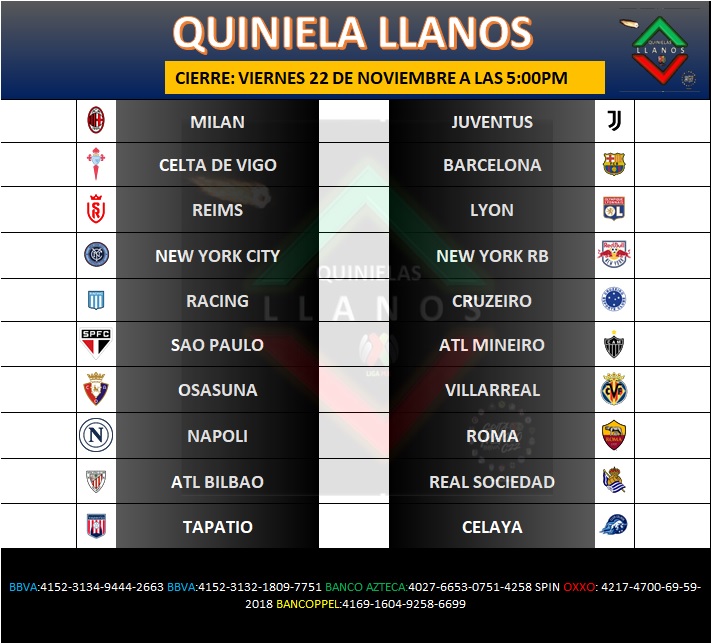 QUINIELA LLANOS
QUINIELAS
LLANOS
CIERRE: VIERNES 22 DE NOVIEMBRE A LAS 5:00PM
MILAN JUVENTUS
CELTA DE VIGO BARCELONA
REIMS LYON
NEW YORK CITY NEW YORK RB
QUINIELAS
RACING CRUZEIRO
LLANOS
SPFC
SAO PAULO ATL MINEIRO
OSASUNA VILLARREAL
N NAPOLI ROMA
ATL BILBAO REAL SOCIEDAD
TAPATIO CELAYA
BBVA:4152-3134-9444-2663 BBVA:4152-3132-1809-7751 BANCO AZTECA:4027-6653-0751-4258 SPIN OXXO: 4217-4700-69-59-
2018 BANCOPPEL:4169-1604-9258-6699